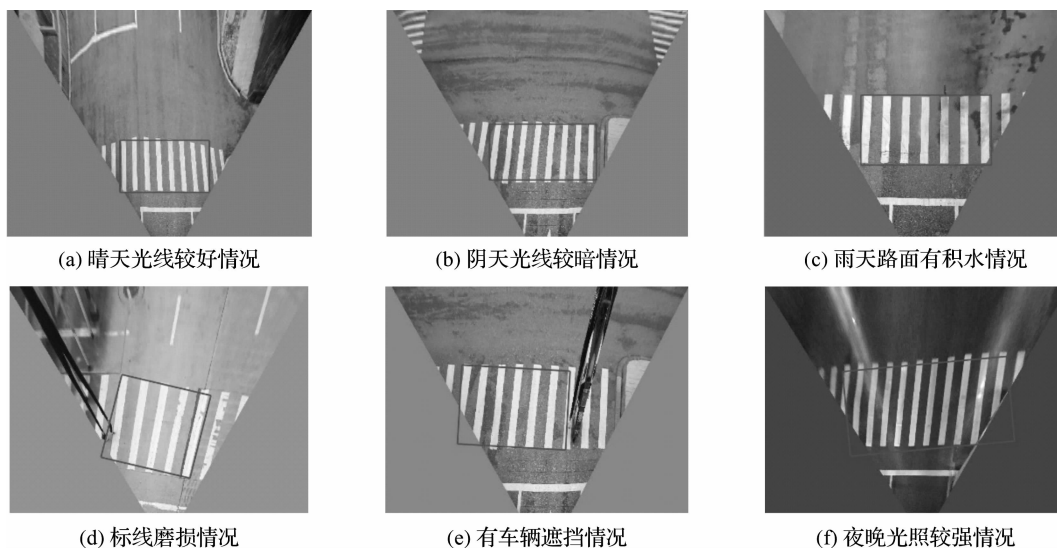 (a) 晴天光线较好情况
(b) 阴天光线较暗情况
(c) 雨天路面有积水情况
(d) 标线磨损情况
(e) 有车辆遮挡情况
(f) 夜晚光照较强情况